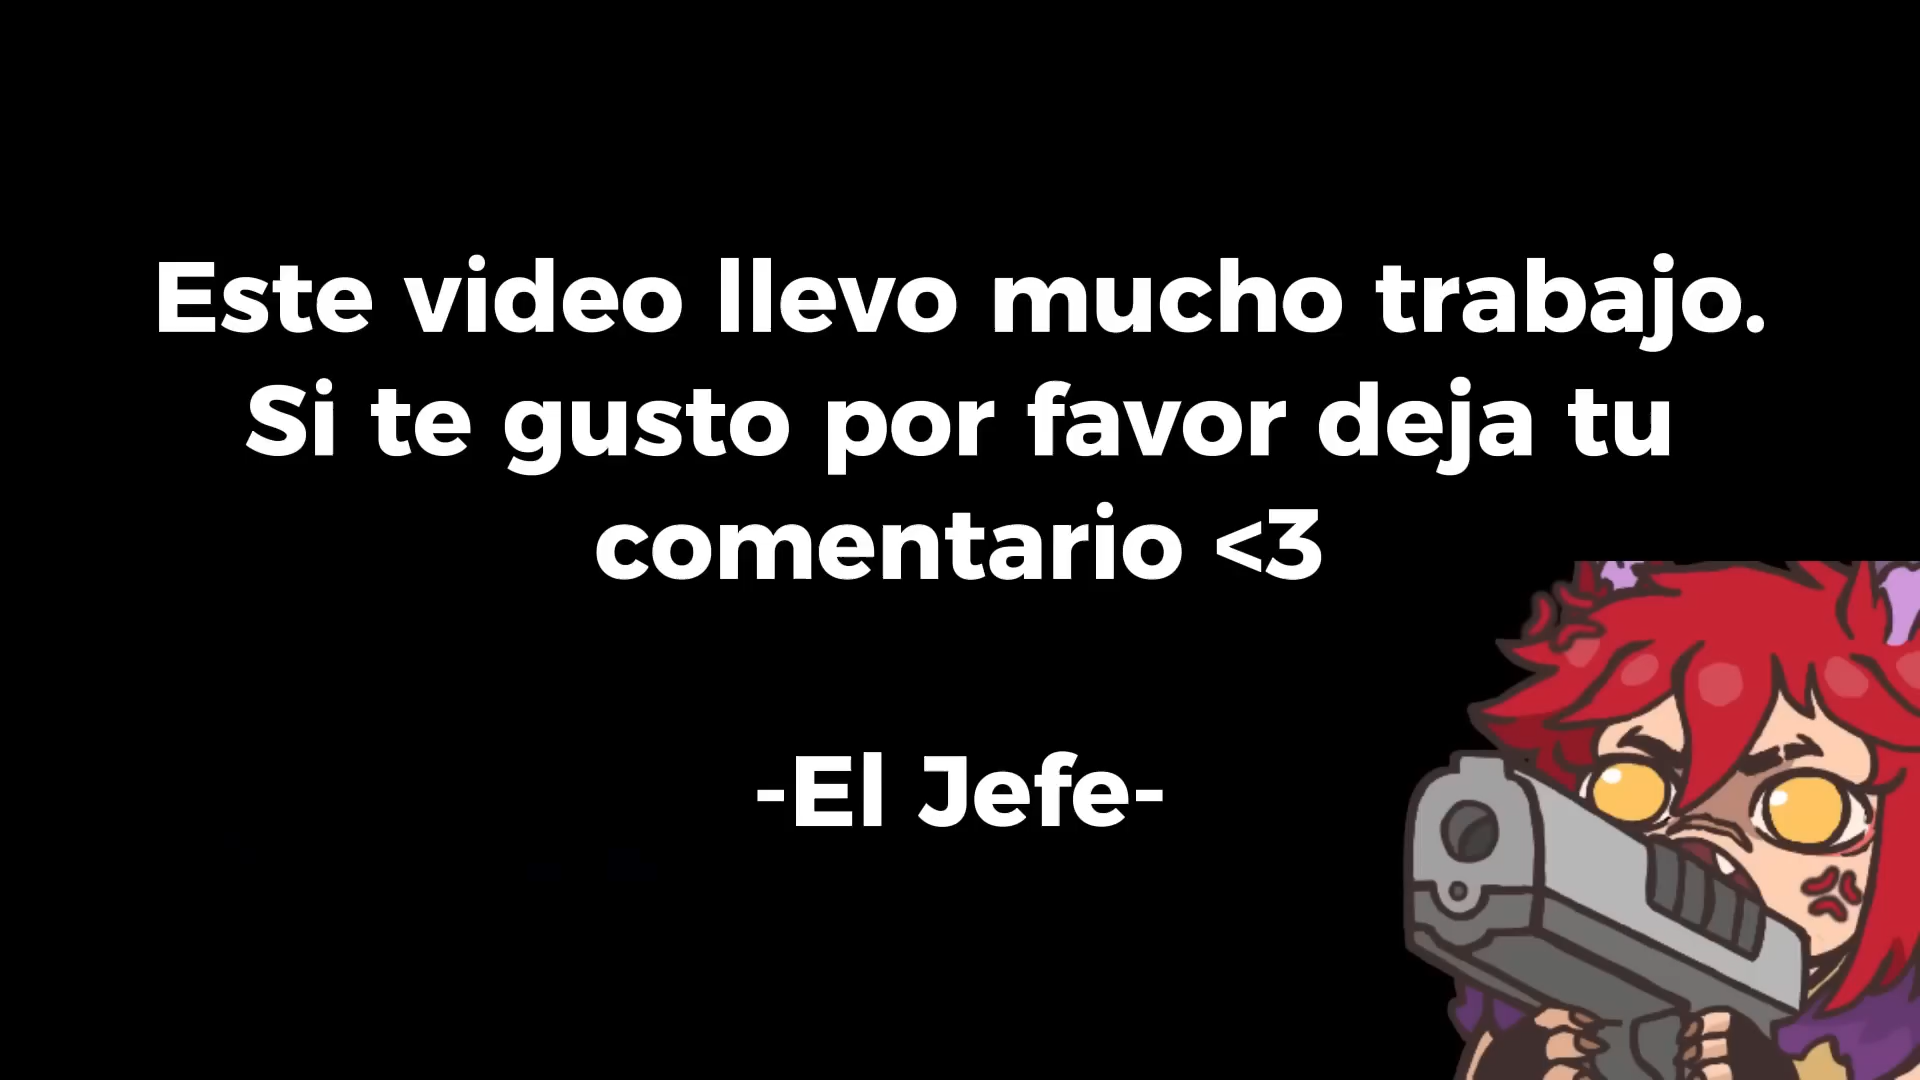 Este video llevo mucho trabajo.
Si te gusto por favor deja tu
comentario <3
-El Jefe-